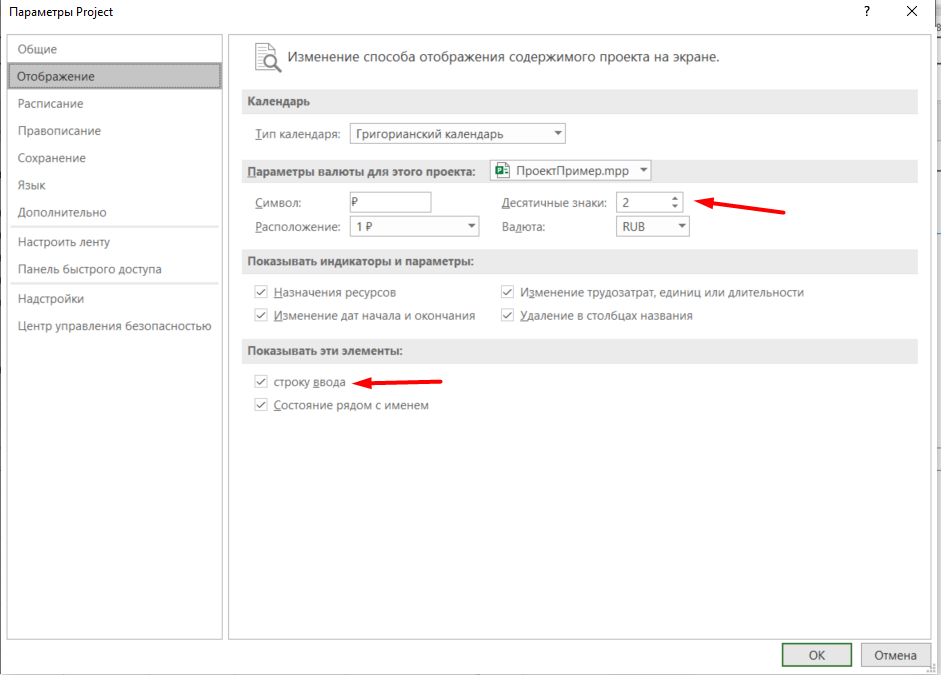 Параметры Project ?
Общие
Отображение
Расписание
Правописание
Сохранение
Язык
Дополнительно
Настроить ленту
Панель быстрого доступа
Надстройки
Центр управления безопасностью
Изменение способа отображения содержимого проекта на экране.
Календарь
Тип календаря: Григорианский календарь
Параметры валюты для этого проекта: ПроектПример.mpp
Символ: ₽ Десятичные знаки: 2
Расположение: 1 ₽ Валюта: RUB
Показывать индикаторы и параметры:
Назначения ресурсов Изменение трудозатрат, единиц или длительности
Изменение дат начала и окончания Удаление в столбцах названия
Показывать эти элементы:
строку ввода
Состояние рядом с именем
ОК Отмена